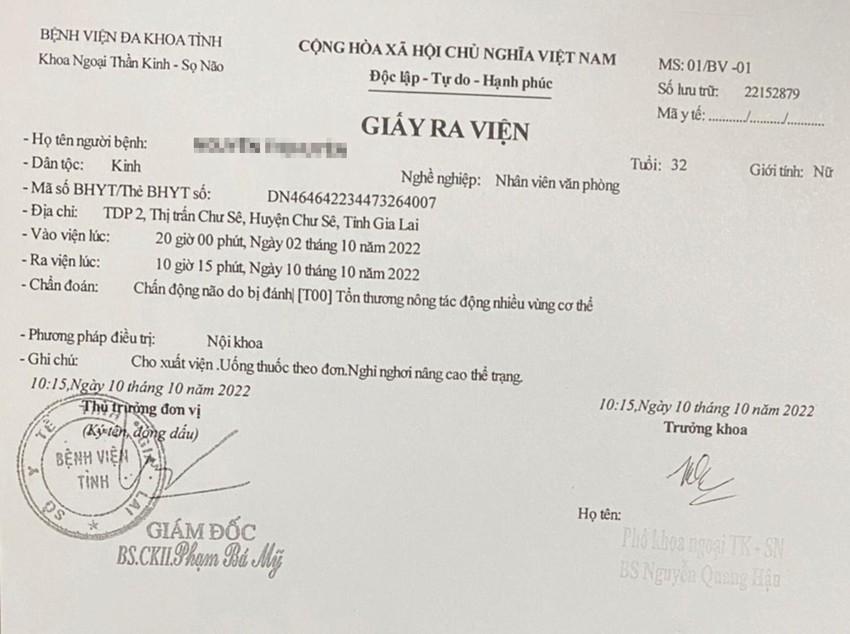 BỆNH VIỆN ĐA KHOA TỈNH
Khoa Ngoại Thần Kinh - Sọ Não
CỘNG HÒA XÃ HỘI CHỦ NGHĨA VIỆT NAM
Độc lập - Tự do - Hạnh phúc
MS: 01/BV -01
Số lưu trữ: 22152879
Mã y tế: ........../........./...........
GIẤY RA VIỆN
- Họ tên người bệnh:
Tuổi: 32 Giới tính: Nữ
- Dân tộc: Kinh Nghề nghiệp: Nhân viên văn phòng
- Mã số BHYT/Thẻ BHYT số: DN464642234473264007
- Địa chỉ: TDP 2, Thị trấn Chư Sê, Huyện Chư Sê, Tỉnh Gia Lai
- Vào viện lúc: 20 giờ 00 phút, Ngày 02 tháng 10 năm 2022
- Ra viện lúc: 10 giờ 15 phút, Ngày 10 tháng 10 năm 2022
- Chẩn đoán: Chấn động não do bị đánh| [T00] Tổn thương nông tác động nhiều vùng cơ thể
- Phương pháp điều trị: Nội khoa
- Ghi chú: Cho xuất viện .Uống thuốc theo đơn.Nghỉ nghơi nâng cao thể trạng.
10:15,Ngày 10 tháng 10 năm 2022
Thủ trưởng đơn vị
(Ký tên, đóng dấu)
SỞ Y TẾ TỈNH GIA LAI
BỆNH VIỆN
TỈNH
GIÁM ĐỐC
BS.CKII.Phạm Bá Mỹ
10:15,Ngày 10 tháng 10 năm 2022
Trưởng khoa
Họ tên:
Phó khoa ngoại TK - SN
BS Nguyễn Quang Hậu